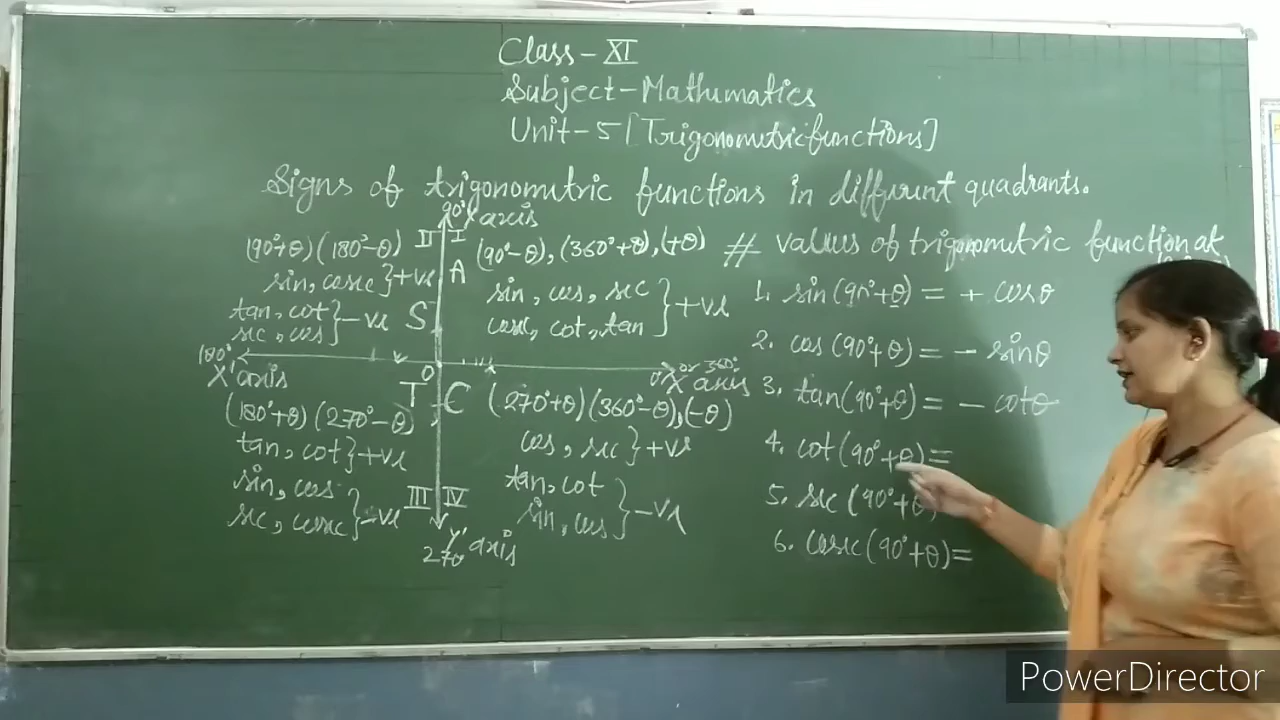 Class - XI
Subject - Mathematics
Unit - 5 [Trigonometric functions]
Signs of trigonometric functions in different quadrants.
90° Y axis
(90°+θ) (180°-θ) II
sin, cosec } +ve
tan, cot
sec, cos } -ve S
I (90°-θ), (360°+θ), (+θ)
A
sin, cos, sec
cosec, cot, tan } +ve
180°
X' axis
O
0° or 360°
X axis
T
(180°+θ) (270°-θ)
tan, cot } +ve
sin, cos
sec, cosec } -ve III
C (270°+θ) (360°-θ), (-θ)
cos, sec } +ve
tan, cot
sin, cos } -ve
IV
Y' axis
270°
# Values of trigonometric function at
1. sin (90°+θ) = + cosθ
2. cos (90°+θ) = - sinθ
3. tan (90°+θ) = - cotθ
4. cot (90°+θ) =
5. sec (90°+θ)
6. cosec (90°+θ) =
PowerDirector